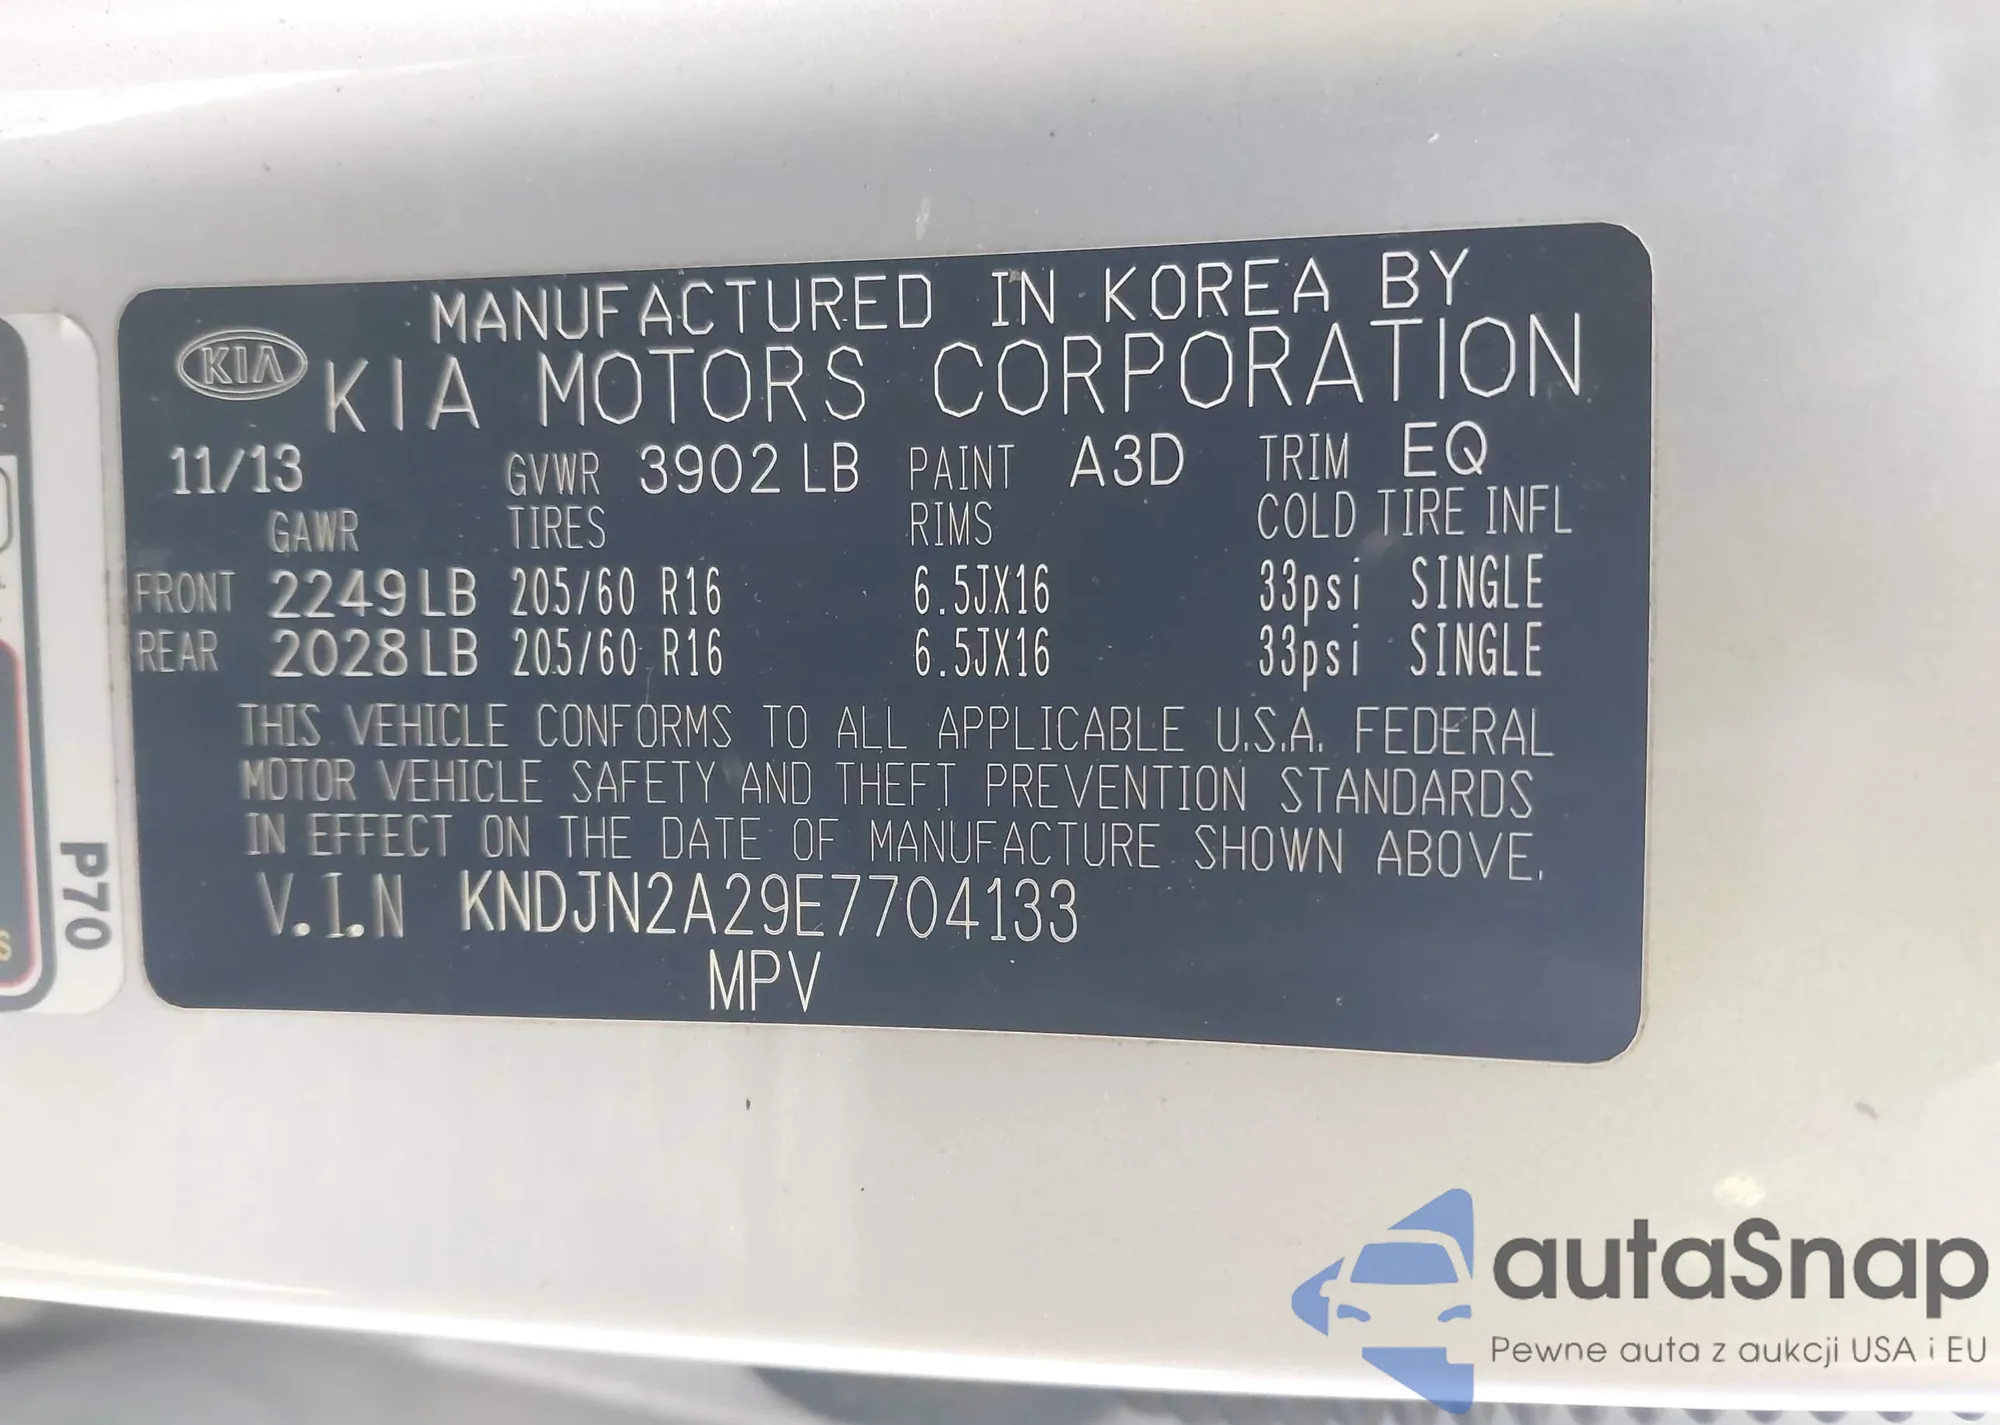 MANUFACTURED IN KOREA BY
KIA KIA MOTORS CORPORATION
11/13 GVWR 3902 LB PAINT A3D TRIM EQ
GAWR TIRES RIMS COLD TIRE INFL
FRONT 2249 LB 205/60 R16 6.5JX16 33psi SINGLE
REAR 2028 LB 205/60 R16 6.5JX16 33psi SINGLE
THIS VEHICLE CONFORMS TO ALL APPLICABLE U.S.A. FEDERAL
MOTOR VEHICLE SAFETY AND THEFT PREVENTION STANDARDS
IN EFFECT ON THE DATE OF MANUFACTURE SHOWN ABOVE.
V.I.N KNDJN2A29E7704133
MPV
P70
autaSnap
Pewne auta z aukcji USA i EU